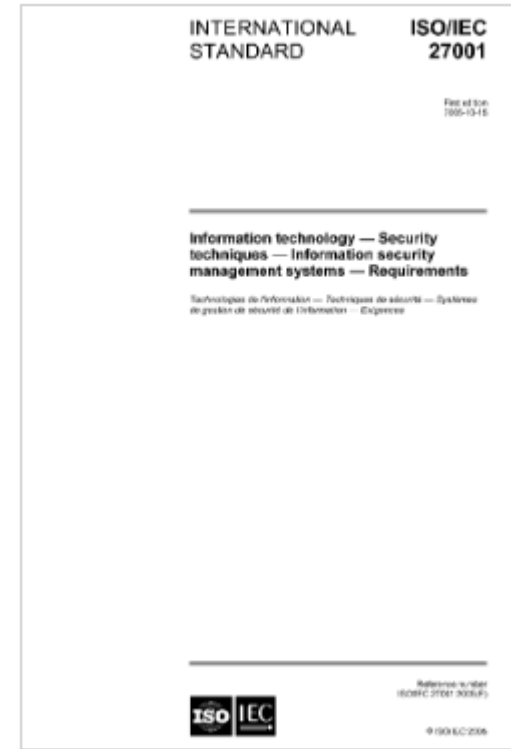 INTERNATIONAL STANDARD
ISO/IEC 27001
First edition
2005-10-15
Information technology — Security
techniques — Information security
management systems — Requirements
Technologies de l'information — Techniques de sécurité — Systèmes
de gestion de sécurité de l'information — Exigences
Reference number
ISO/IEC 27001:2005(E)
ISO IEC
© ISO/IEC 2005